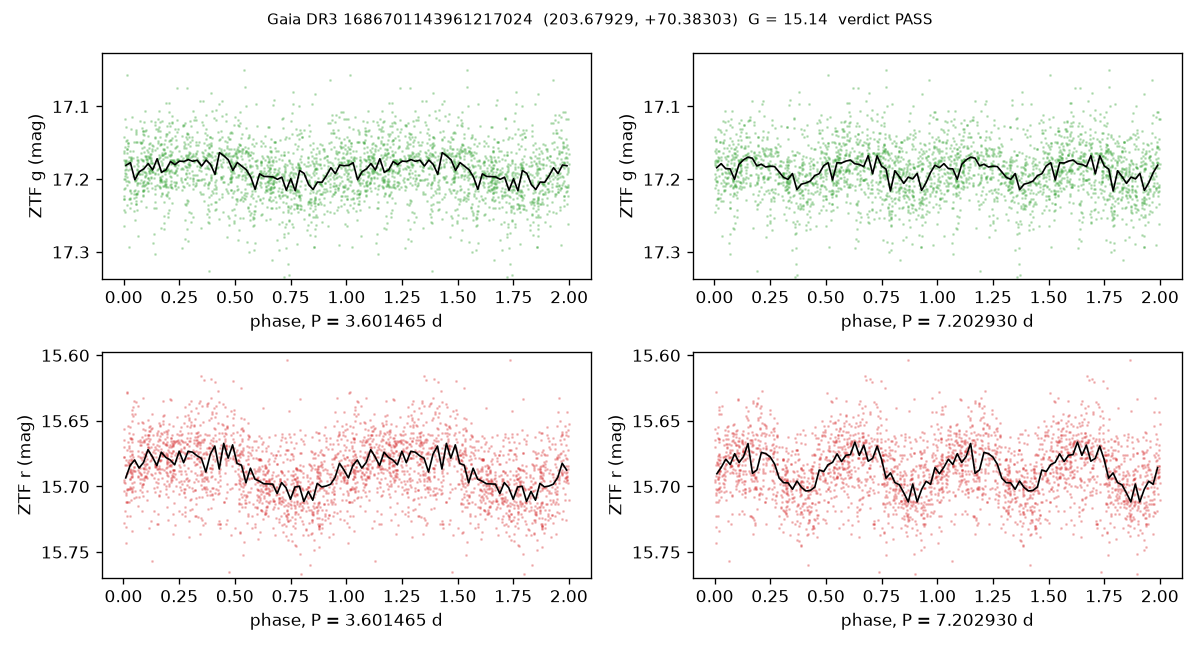 Gaia DR3 1686701143961217024 (203.67929, +70.38303) G = 15.14 verdict PASS
ZTF g (mag)
17.1
17.2
17.3
0.00 0.25 0.50 0.75 1.00 1.25 1.50 1.75 2.00
phase, P = 3.601465 d
ZTF g (mag)
17.1
17.2
17.3
0.00 0.25 0.50 0.75 1.00 1.25 1.50 1.75 2.00
phase, P = 7.202930 d
ZTF r (mag)
15.60
15.65
15.70
15.75
0.00 0.25 0.50 0.75 1.00 1.25 1.50 1.75 2.00
phase, P = 3.601465 d
ZTF r (mag)
15.60
15.65
15.70
15.75
0.00 0.25 0.50 0.75 1.00 1.25 1.50 1.75 2.00
phase, P = 7.202930 d